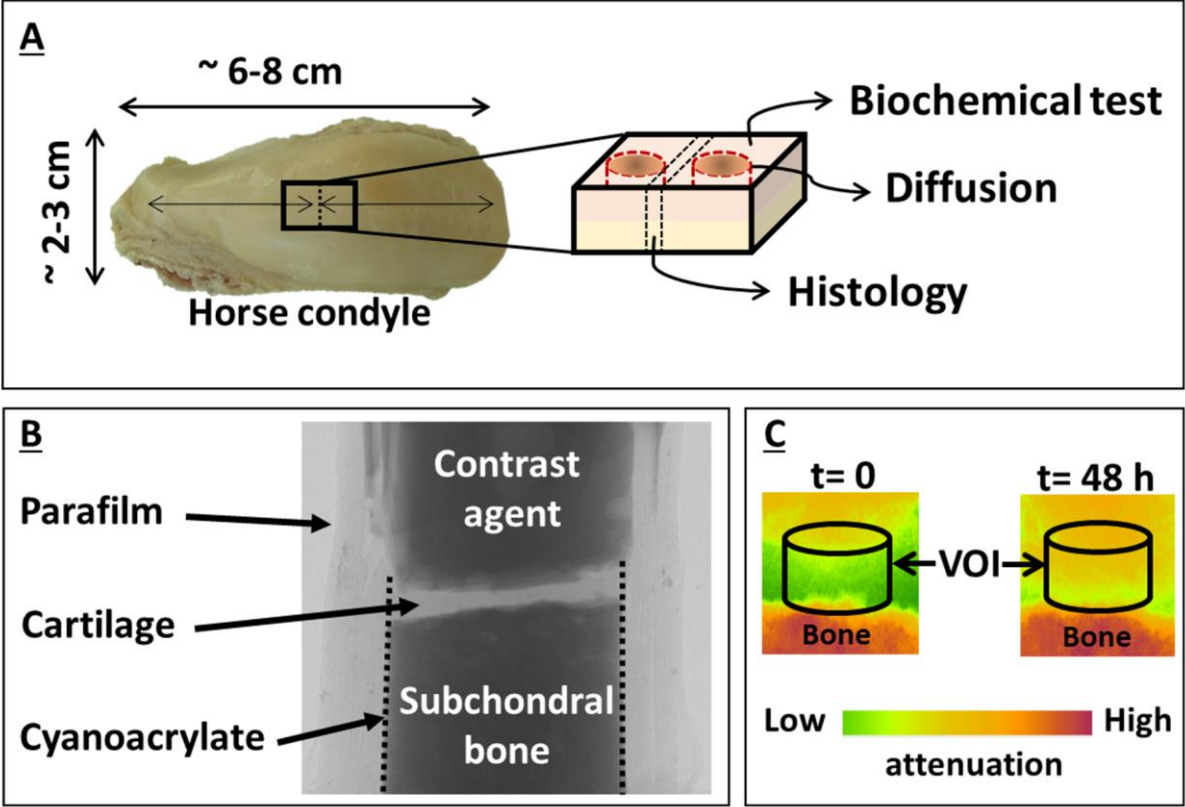 A
~ 6-8 cm
~ 2-3 cm
Horse condyle
Biochemical test
Diffusion
Histology
B
Parafilm
Cartilage
Cyanoacrylate
Contrast
agent
Subchondral
bone
C
t= 0
t= 48 h
VOI
Bone
Bone
Low
High
attenuation